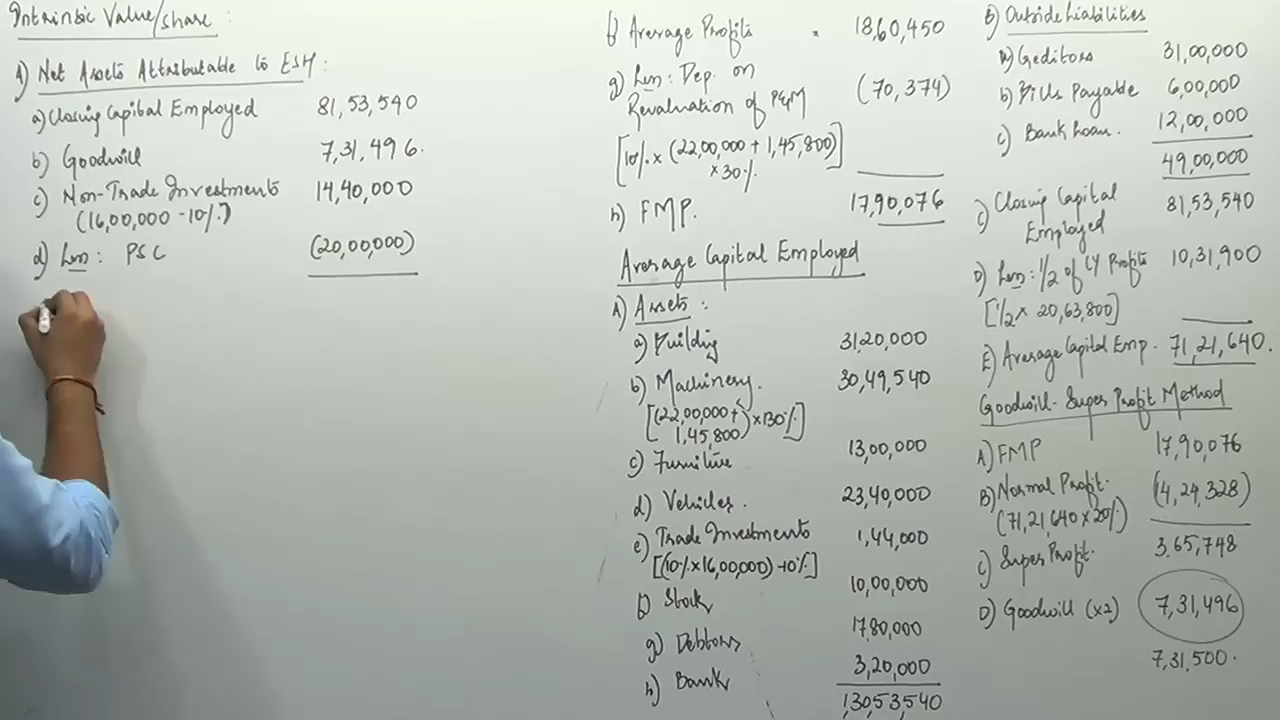 Intrinsic Value/share :
A) Net Assets Attributable to ESH :
a) Closing Capital Employed 81,53,540
b) Goodwill 7,31,496.
c) Non-Trade Investments 14,40,000
(16,00,000 - 10%)
d) Less : PSC (20,00,000)
f) Average Profits 18,60,450
g) Less : Dep. on
Revaluation of P&M (70,374)
[10% x (22,00,000 + 1,45,800)
x 30%]
h) FMP. 17,90,076
Average Capital Employed
A) Assets :
a) Building 31,20,000
b) Machinery. 30,49,540
[(22,00,000 +
1,45,800) x 130%]
c) Furniture 13,00,000
d) Vehicles. 23,40,000
e) Trade Investments 1,44,000
[(10% x 16,00,000) - 10%]
f) Stock 10,00,000
g) Debtors 17,80,000
h) Bank 3,20,000
1,30,53,540
B) Outside Liabilities
a) Creditors 31,00,000
b) Bills Payable 6,00,000
c) Bank Loan. 12,00,000
49,00,000
C) Closing Capital 81,53,540
Employed
D) Less : 1/2 of CY Profits 10,31,900
[1/2 x 20,63,800]
E) Average Capital Emp. 71,21,640.
Goodwill - Super Profit Method
A) FMP 17,90,076
B) Normal Profit. (14,24,328)
(71,21,640 x 20%)
C) Super Profit. 3,65,748
D) Goodwill (x2) 7,31,496
7,31,500.